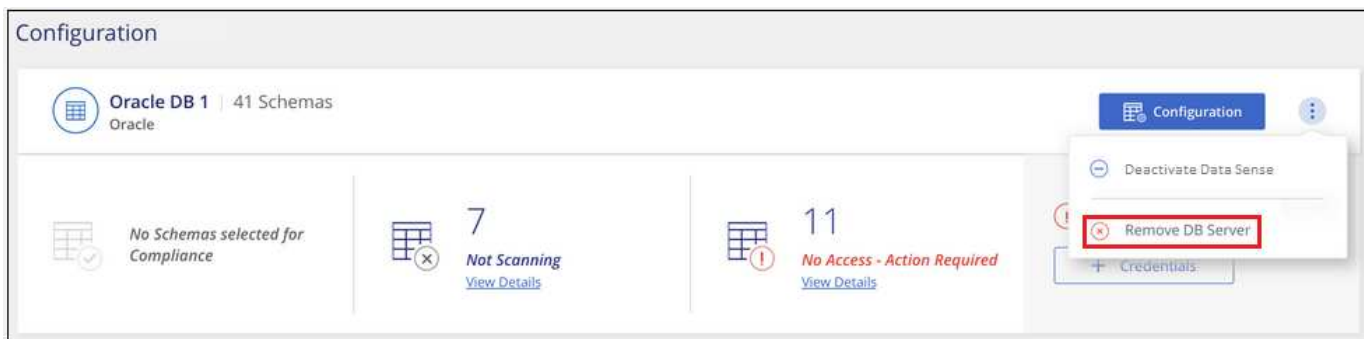 Configuration
Oracle DB 1 | 41 Schemas
Oracle
Configuration
Deactivate Data Sense
Remove DB Server
No Schemas selected for
Compliance
7
Not Scanning
View Details
11
No Access - Action Required
View Details
+ Credentials